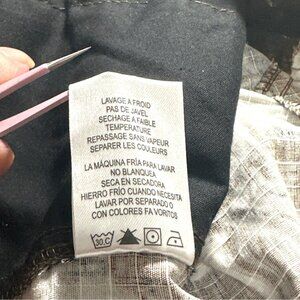 LAVAGE A FROID
PAS DE JAVEL
SECHAGE A FAIBLE
TEMPERATURE
REPASSAGE SANS VAPEUR
SEPARER LES COULEURS
LA MÁQUINA FRÍA PARA LAVAR
NO BLANQUEA
SECA EN SECADORA
HIERRO FRÍO CUANDO NECESITA
LAVAR POR SEPARADO O
CON COLORES FAVORITOS
30.C